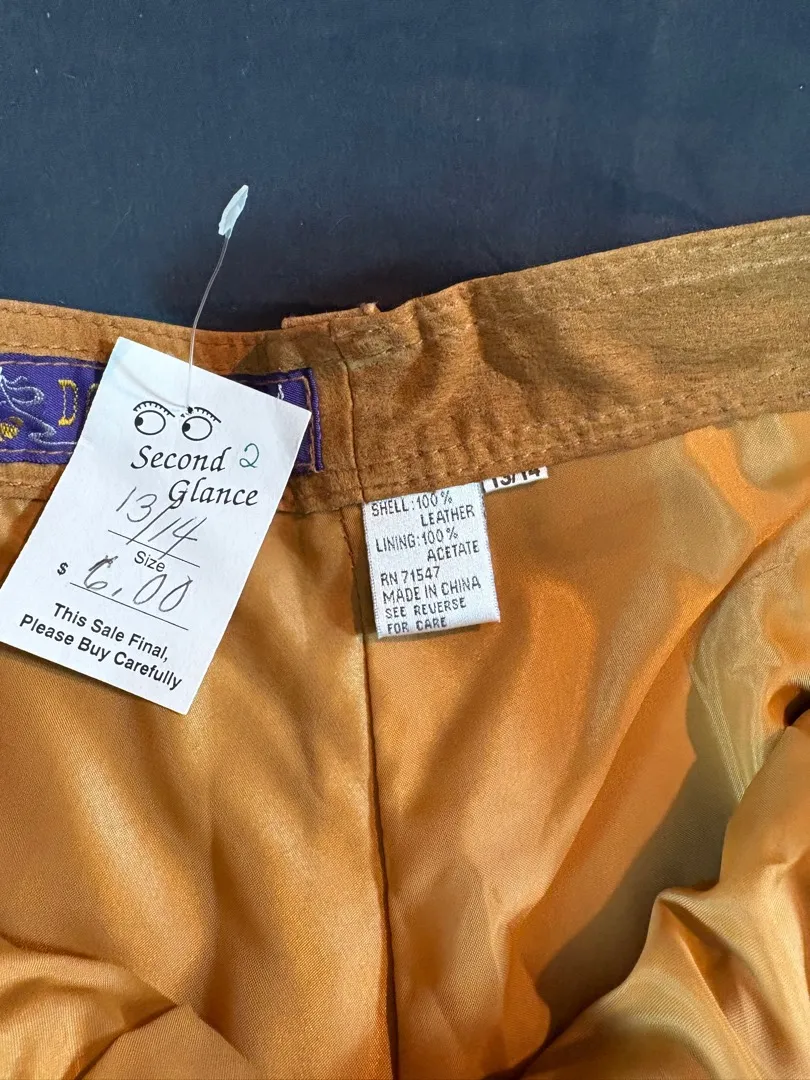 D
Second 2
Glance
13/14
Size
$ 6.00
This Sale Final,
Please Buy Carefully
13/14
SHELL:100%
LEATHER
LINING:100%
ACETATE
RN 71547
MADE IN CHINA
SEE REVERSE
FOR CARE